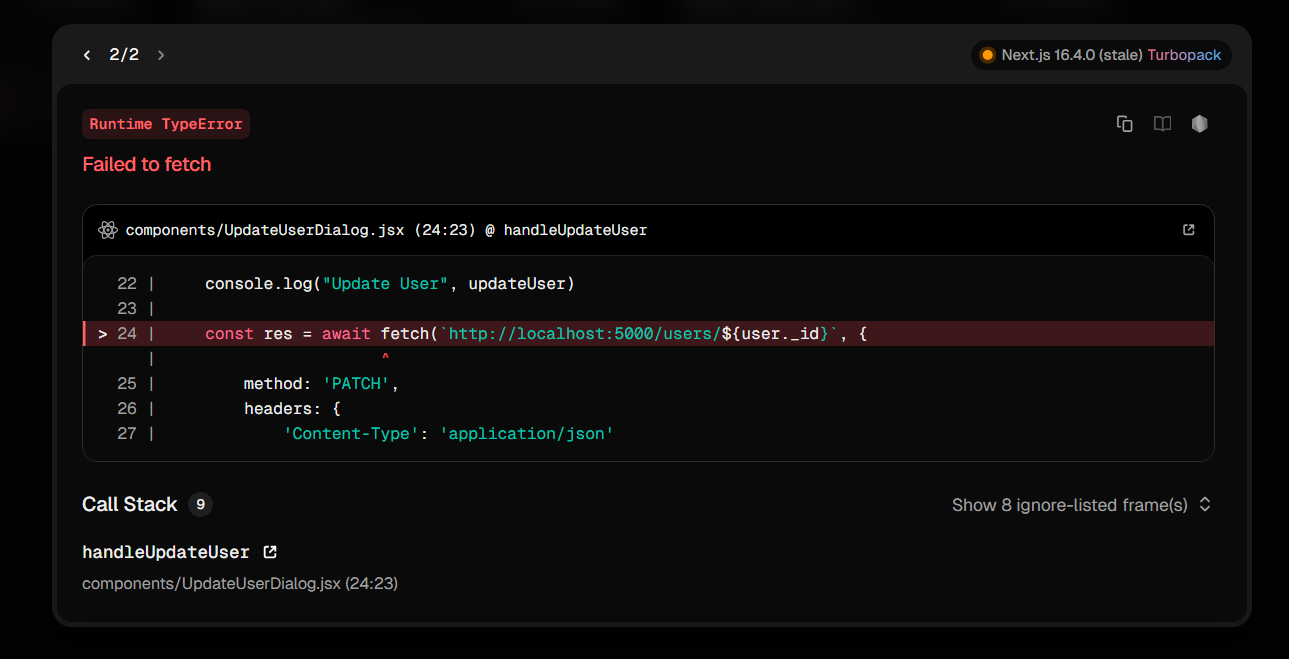 2/2
Next.js 16.4.0 (stale) Turbopack
Runtime TypeError
Failed to fetch
components/UpdateUserDialog.jsx (24:23) @ handleUpdateUser
22 |     console.log("Update User", updateUser)
23 |
> 24 |     const res = await fetch(`http://localhost:5000/users/${user._id}`, {
|                       ^
25 |         method: 'PATCH',
26 |         headers: {
27 |             'Content-Type': 'application/json'
Call Stack 9
Show 8 ignore-listed frame(s)
handleUpdateUser
components/UpdateUserDialog.jsx (24:23)